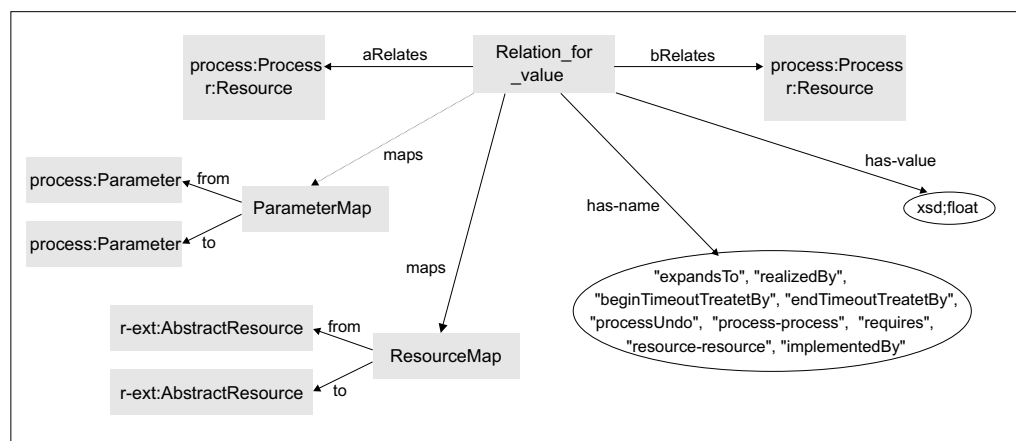 aRelates
Relation_for
_value
bRelates
process:Process
r:Resource
process:Process
r:Resource
maps
has-value
process:Parameter
from
ParameterMap
xsd;float
has-name
process:Parameter
to
maps
"expandsTo", "realizedBy",
"beginTimeoutTreatetBy", "endTimeoutTreatetBy",
"processUndo", "process-process", "requires",
"resource-resource", "implementedBy"
r-ext:AbstractResource
from
ResourceMap
r-ext:AbstractResource
to